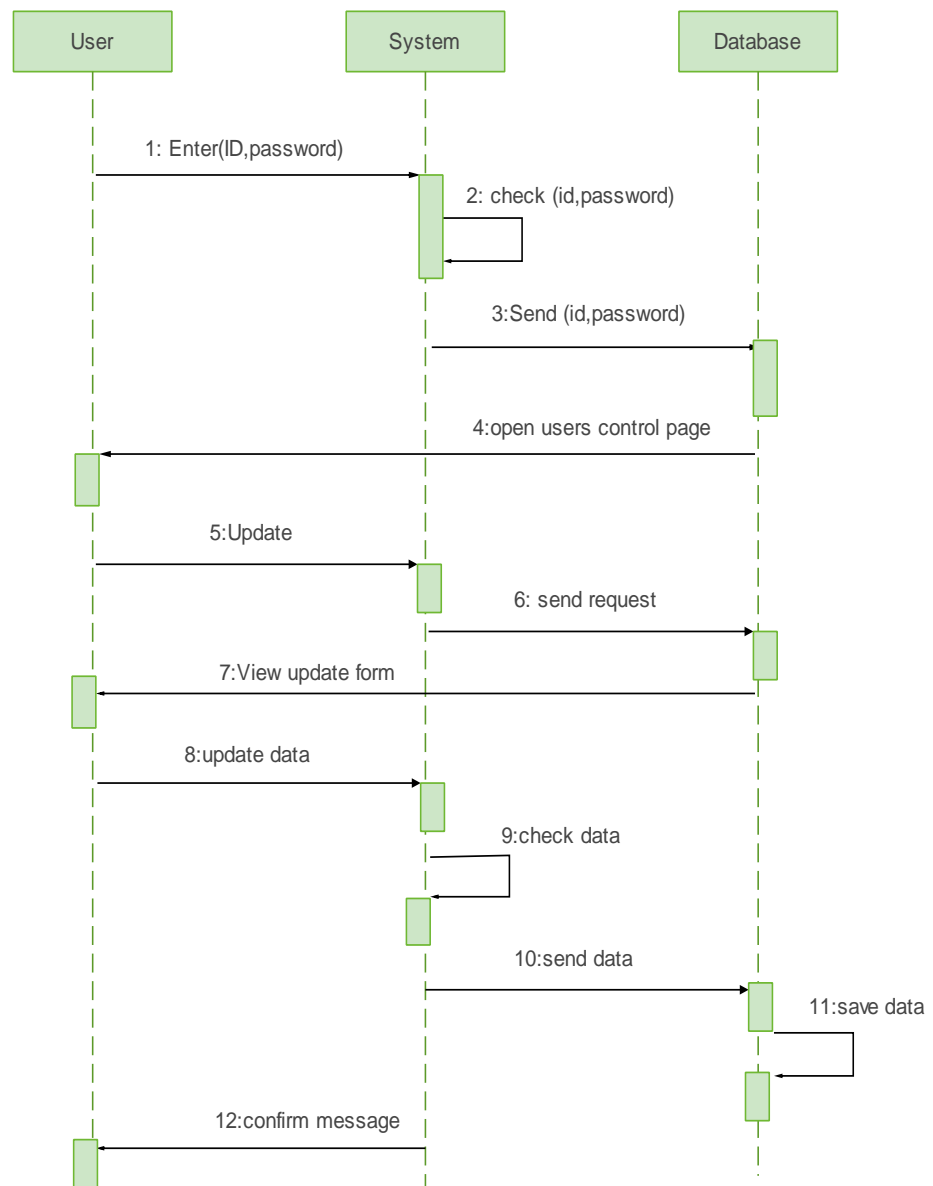 User
System
Database
1: Enter(ID,password)
2: check (id,password)
3:Send (id,password)
4:open users control page
5:Update
6: send request
7:View update form
8:update data
9:check data
10:send data
11:save data
12:confirm message